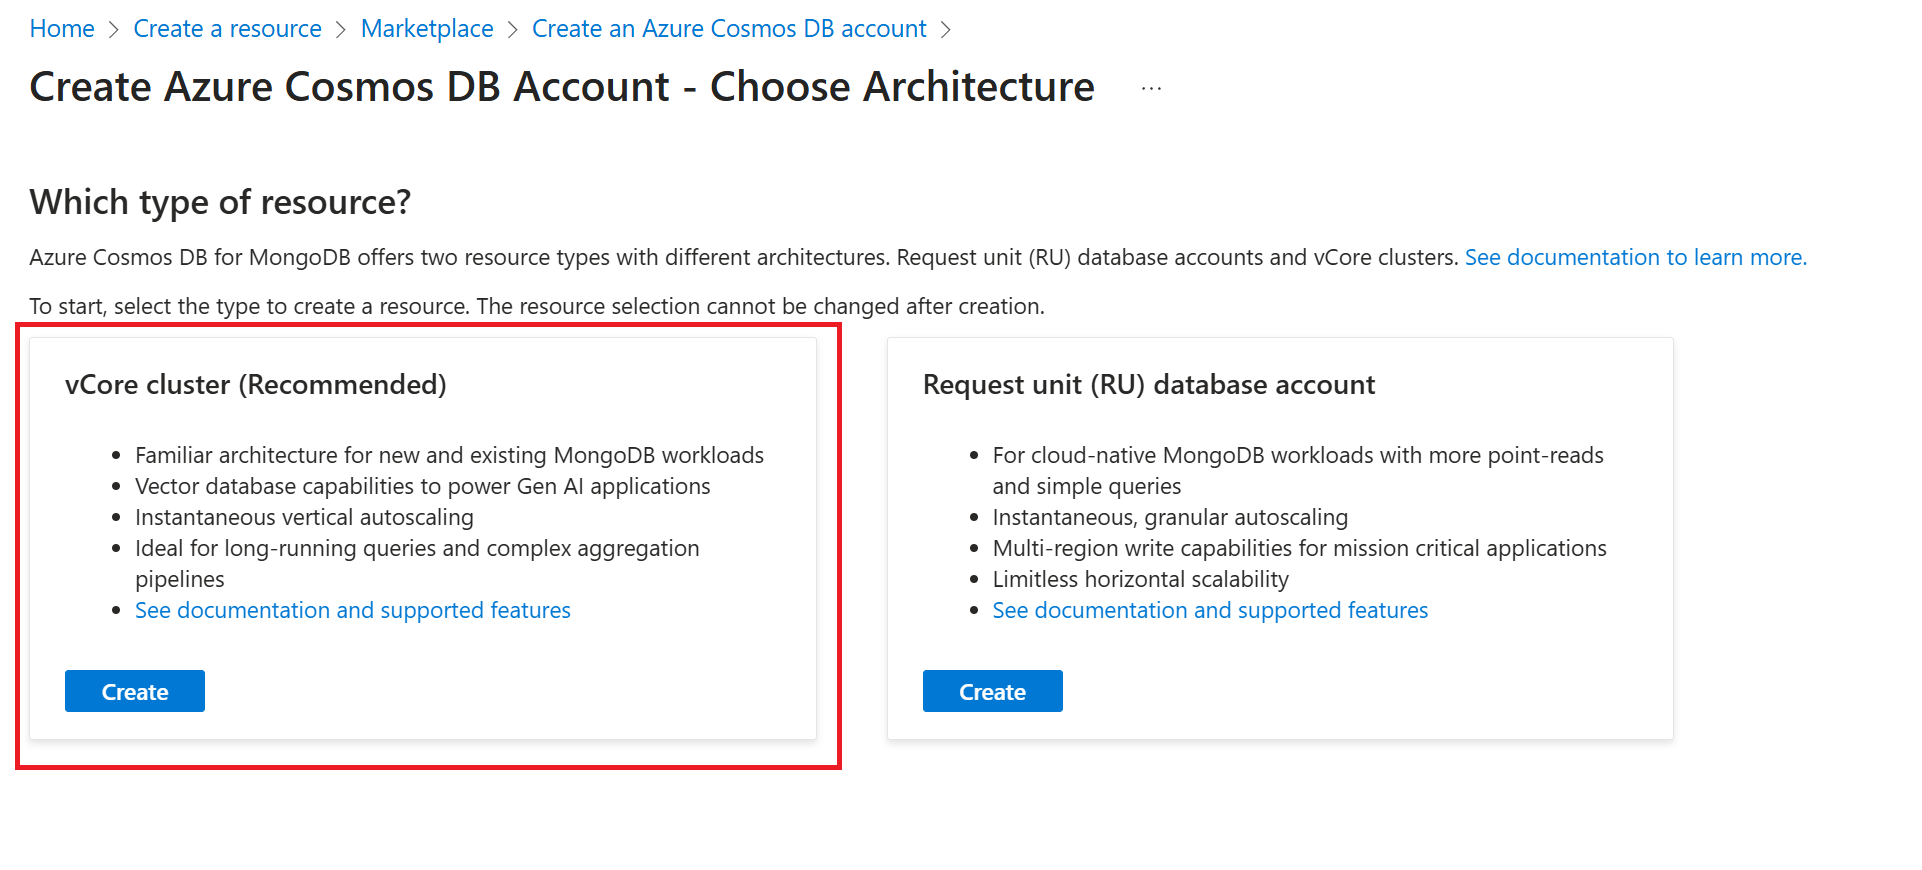 Home > Create a resource > Marketplace > Create an Azure Cosmos DB account >
Create Azure Cosmos DB Account - Choose Architecture ...
Which type of resource?
Azure Cosmos DB for MongoDB offers two resource types with different architectures. Request unit (RU) database accounts and vCore clusters. See documentation to learn more.
To start, select the type to create a resource. The resource selection cannot be changed after creation.
vCore cluster (Recommended)
• Familiar architecture for new and existing MongoDB workloads
• Vector database capabilities to power Gen AI applications
• Instantaneous vertical autoscaling
• Ideal for long-running queries and complex aggregation
pipelines
• See documentation and supported features
Create
Request unit (RU) database account
• For cloud-native MongoDB workloads with more point-reads
and simple queries
• Instantaneous, granular autoscaling
• Multi-region write capabilities for mission critical applications
• Limitless horizontal scalability
• See documentation and supported features
Create